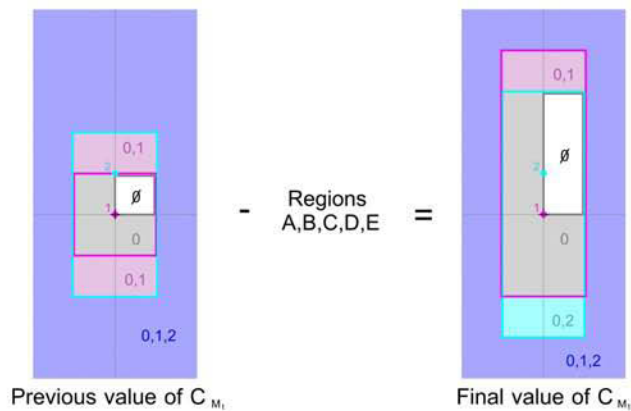 0,1
2
Ø
1
0
0,1
0,1,2
Previous value of C M₁
- Regions =
A,B,C,D,E
0,1
2
Ø
1
0
0,2
0,1,2
Final value of C M₁